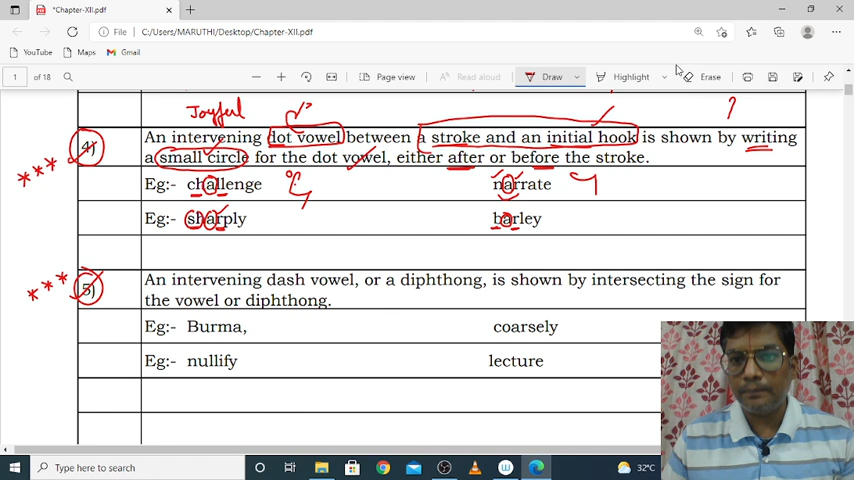 *Chapter-XII.pdf
File | C:/Users/MARUTHI/Desktop/Chapter-XII.pdf
YouTube Maps Gmail
1 of 18 Page view Read aloud Draw Highlight Erase
Joyful ?
*** 4) An intervening dot vowel between a stroke and an initial hook is shown by writing
a small circle for the dot vowel, either after or before the stroke.
Eg:- challenge narrate
Eg:- sharply barley
*** 5) An intervening dash vowel, or a diphthong, is shown by intersecting the sign for
the vowel or diphthong.
Eg:- Burma, coarsely
Eg:- nullify lecture
Type here to search 32°C